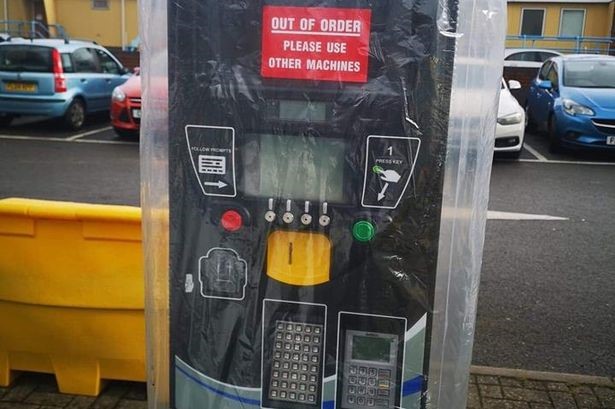 OUT OF ORDER
PLEASE USE
OTHER MACHINES
FOLLOW PROMPTS
1
PRESS KEY